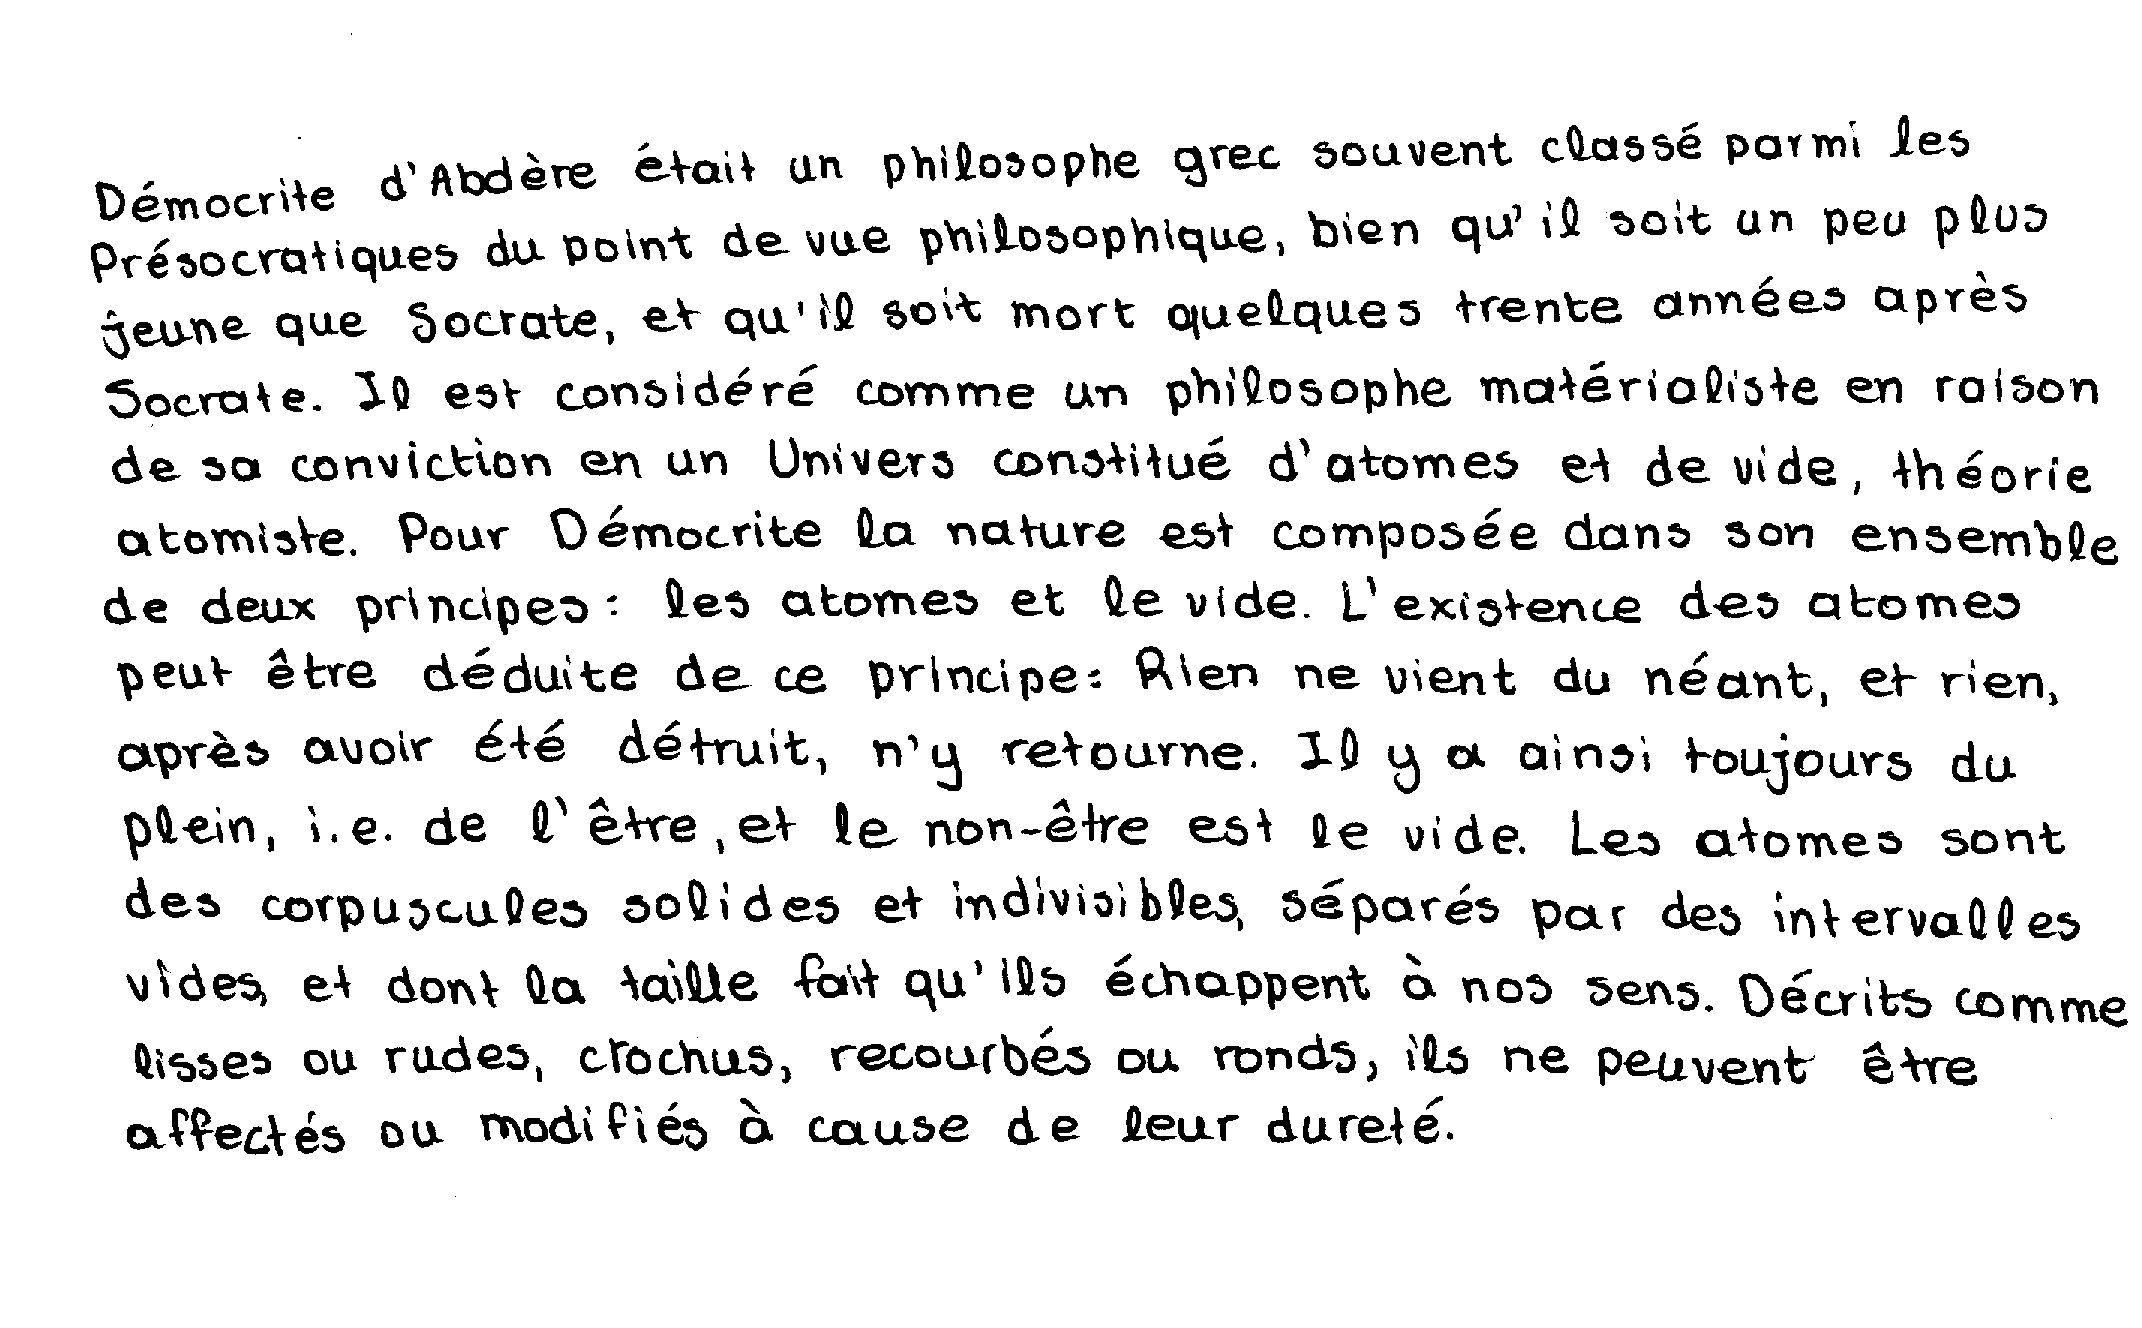 Démocrite d'Abdère était un philosophe grec souvent classé parmi les
Présocratiques du point de vue philosophique, bien qu'il soit un peu plus
jeune que Socrate, et qu'il soit mort quelques trente années après
Socrate. Il est considéré comme un philosophe matérialiste en raison
de sa conviction en un Univers constitué d'atomes et de vide, théorie
atomiste. Pour Démocrite la nature est composée dans son ensemble
de deux principes : les atomes et le vide. L'existence des atomes
peut être déduite de ce principe : Rien ne vient du néant, et rien,
après avoir été détruit, n'y retourne. Il y a ainsi toujours du
plein, i.e. de l'être, et le non-être est le vide. Les atomes sont
des corpuscules solides et indivisibles, séparés par des intervalles
vides, et dont la taille fait qu'ils échappent à nos sens. Décrits comme
lisses ou rudes, crochus, recourbés ou ronds, ils ne peuvent être
affectés ou modifiés à cause de leur dureté.